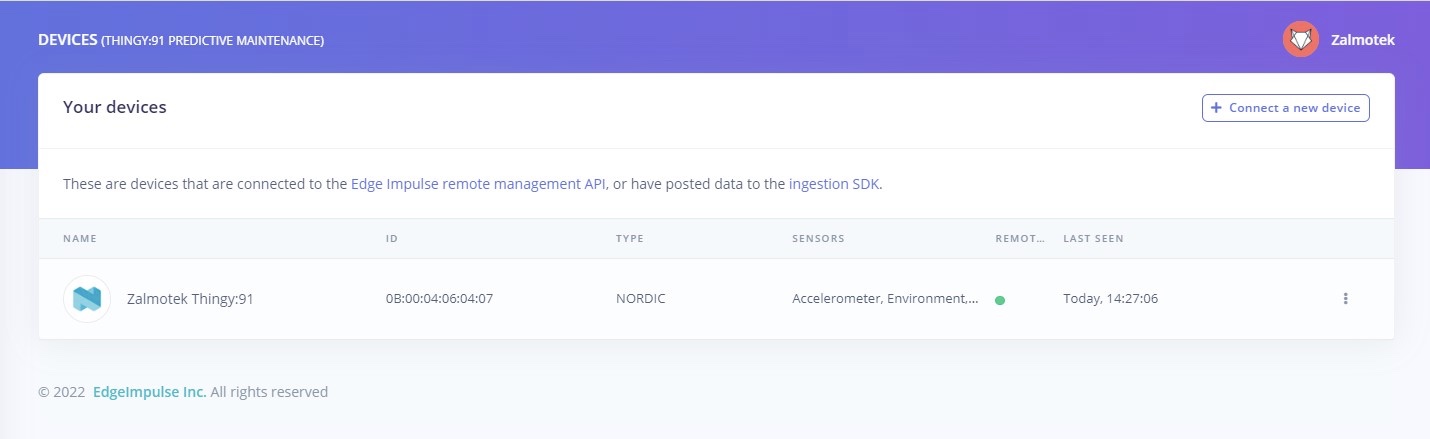 DEVICES (THINGY:91 PREDICTIVE MAINTENANCE)
Zalmotek
Your devices
+ Connect a new device
These are devices that are connected to the Edge Impulse remote management API, or have posted data to the ingestion SDK.
NAME ID TYPE SENSORS REMOT... LAST SEEN
Zalmotek Thingy:91 0B:00:04:06:04:07 NORDIC Accelerometer, Environment,... Today, 14:27:06
© 2022 EdgeImpulse Inc. All rights reserved